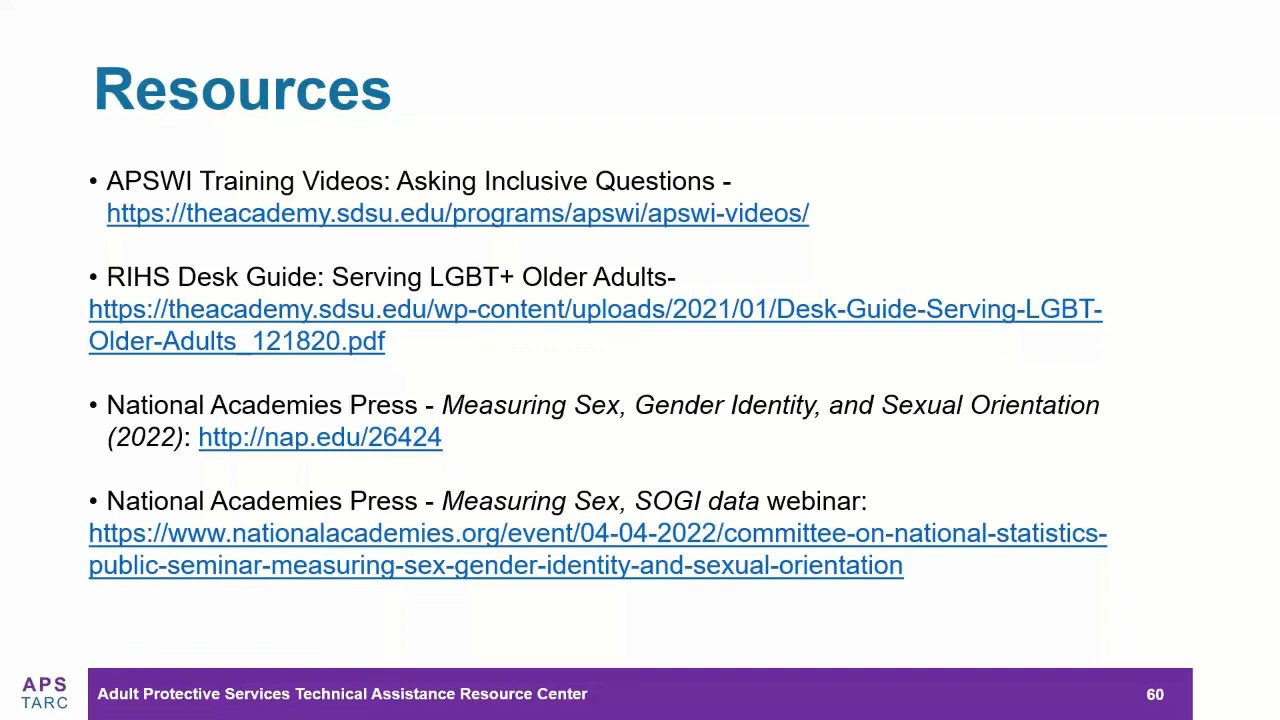 Resources
• APSWI Training Videos: Asking Inclusive Questions -
https://theacademy.sdsu.edu/programs/apswi/apswi-videos/
• RIHS Desk Guide: Serving LGBT+ Older Adults-
https://theacademy.sdsu.edu/wp-content/uploads/2021/01/Desk-Guide-Serving-LGBT-
Older-Adults_121820.pdf
• National Academies Press - Measuring Sex, Gender Identity, and Sexual Orientation
(2022): http://nap.edu/26424
• National Academies Press - Measuring Sex, SOGI data webinar:
https://www.nationalacademies.org/event/04-04-2022/committee-on-national-statistics-
public-seminar-measuring-sex-gender-identity-and-sexual-orientation
APS
TARC
Adult Protective Services Technical Assistance Resource Center
60